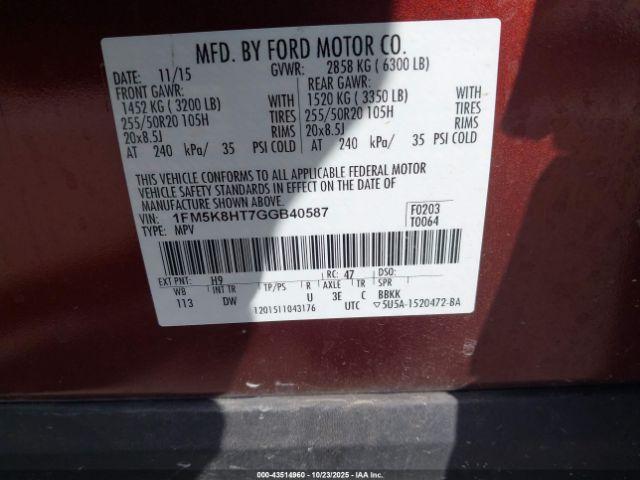 MFD. BY FORD MOTOR CO.
DATE: 11/15 GVWR: 2858 KG ( 6300 LB)
FRONT GAWR: REAR GAWR:
1452 KG ( 3200 LB) WITH 1520 KG ( 3350 LB) WITH
255/50R20 105H TIRES 255/50R20 105H TIRES
20x8.5J RIMS 20x8.5J RIMS
AT 240 kPa/ 35 PSI COLD AT 240 kPa/ 35 PSI COLD
THIS VEHICLE CONFORMS TO ALL APPLICABLE FEDERAL MOTOR
VEHICLE SAFETY STANDARDS IN EFFECT ON THE DATE OF
MANUFACTURE SHOWN ABOVE.
VIN: 1FM5K8HT7GGB40587 F0203
TYPE: MPV T0064
EXT PNT: H9 RC: 47 DSO:
WB INT TR TP/PS R AXLE TR SPR
113 DW U 3E C BBKK
1201511043176 UTC ▽5U5A-1520472-BA
000-43514960 | 10/23/2025 | IAA Inc.